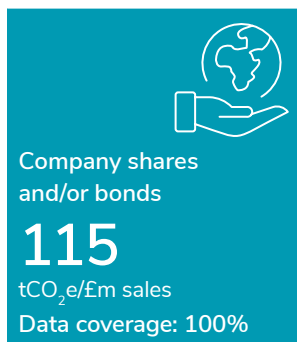 Company shares
and/or bonds
115
tCO₂e/£m sales
Data coverage: 100%